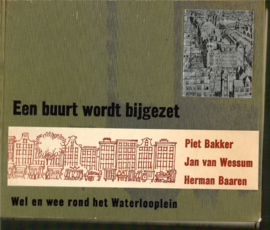 Een buurt wordt bijgezet
Piet Bakker
Jan van Wessum
Herman Baaren
Wel en wee rond het Waterlooplein